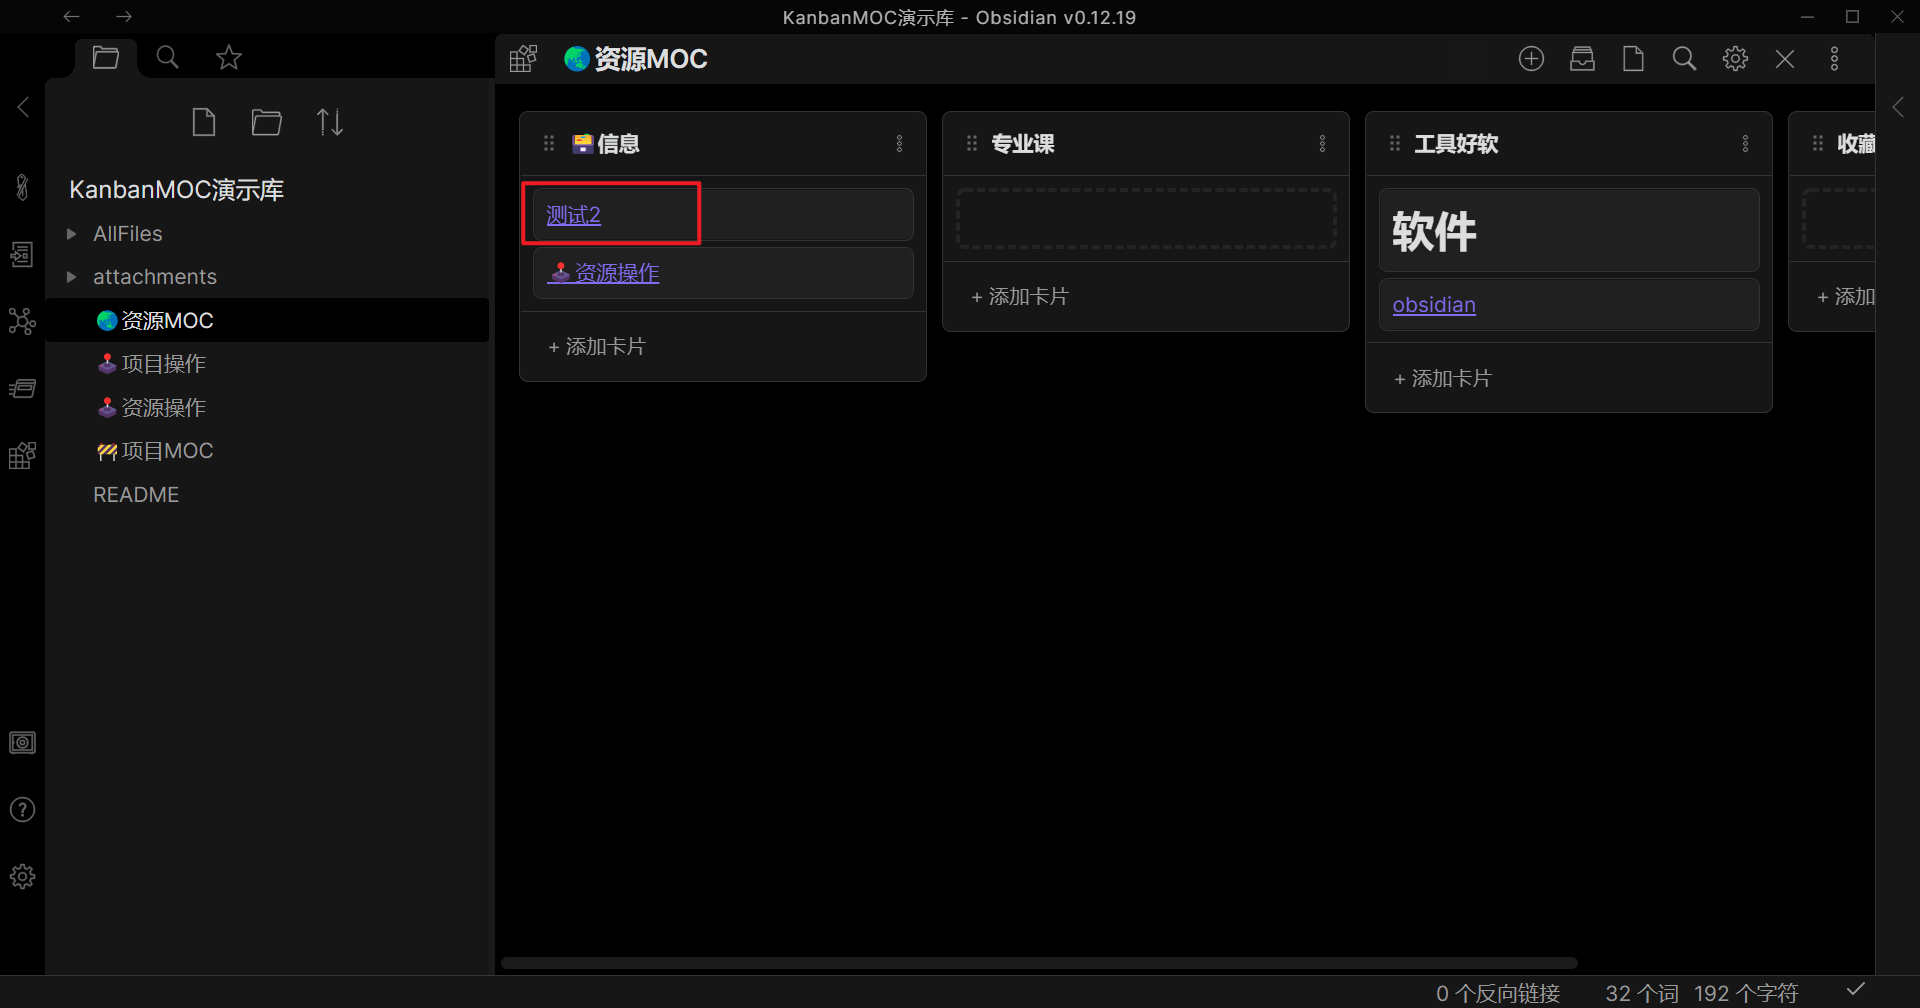 KanbanMOC演示库 - Obsidian v0.12.19
资源MOC
KanbanMOC演示库
AllFiles
attachments
资源MOC
项目操作
资源操作
项目MOC
README
信息
测试2
资源操作
+ 添加卡片
专业课
+ 添加卡片
工具好软
软件
obsidian
+ 添加卡片
收藏
+ 添加
0 个反向链接
32 个词
192 个字符